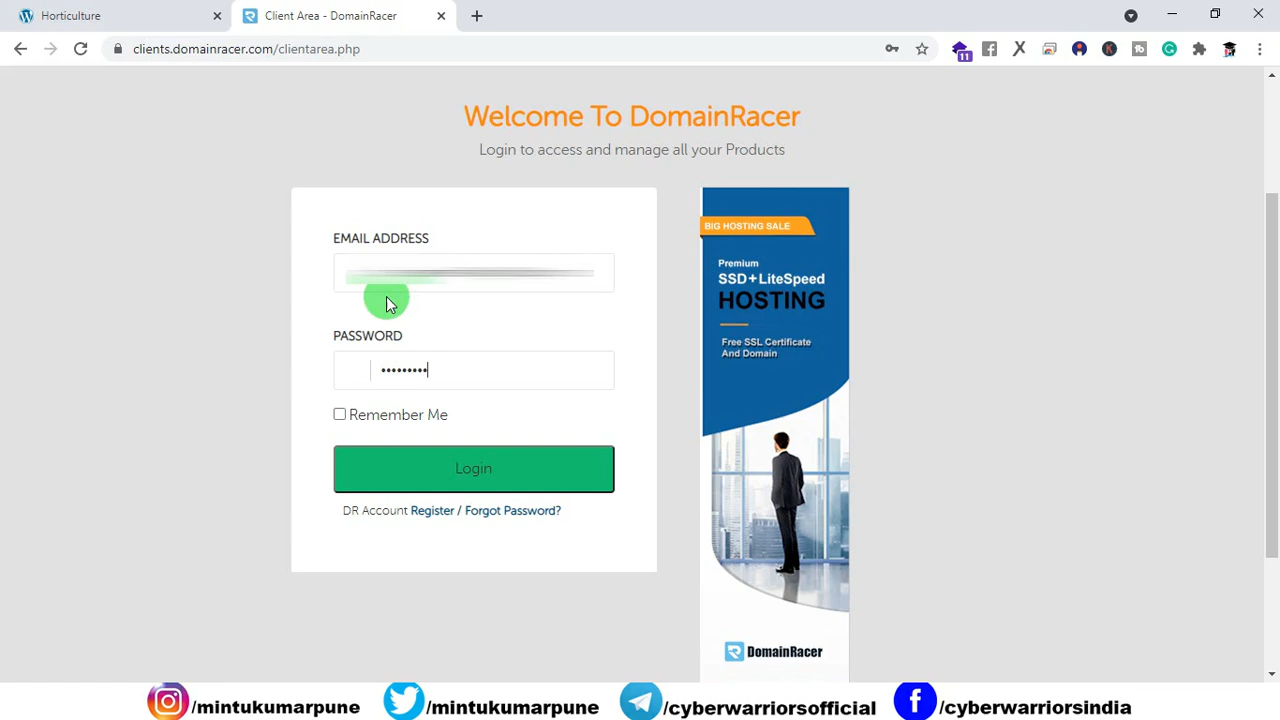 Horticulture
Client Area - DomainRacer
clients.domainracer.com/clientarea.php
11
Welcome To DomainRacer
Login to access and manage all your Products
EMAIL ADDRESS
PASSWORD
•••••••••
Remember Me
Login
DR Account Register / Forgot Password?
BIG HOSTING SALE
Premium
SSD+LiteSpeed
HOSTING
Free SSL Certificate
And Domain
DomainRacer
/mintukumarpune
/mintukumarpune
/cyberwarriorsofficial
/cyberwarriorsindia